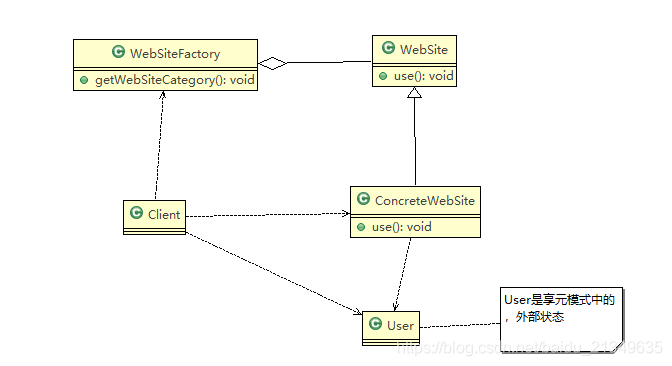 WebSiteFactory
getWebSiteCategory(): void
WebSite
use(): void
Client
ConcreteWebSite
use(): void
User
User是享元模式中的
，外部状态
https://blog.csdn.net/baidu_21349635